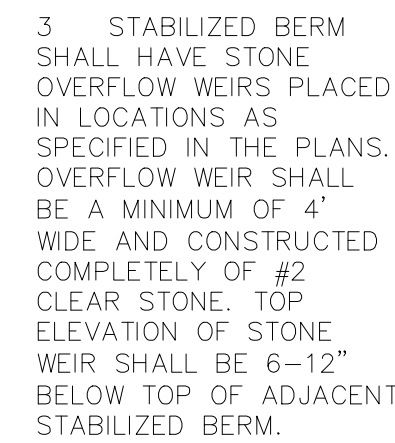 3 STABILIZED BERM
SHALL HAVE STONE
OVERFLOW WEIRS PLACED
IN LOCATIONS AS
SPECIFIED IN THE PLANS.
OVERFLOW WEIR SHALL
BE A MINIMUM OF 4'
WIDE AND CONSTRUCTED
COMPLETELY OF #2
CLEAR STONE. TOP
ELEVATION OF STONE
WEIR SHALL BE 6–12"
BELOW TOP OF ADJACENT
STABILIZED BERM.